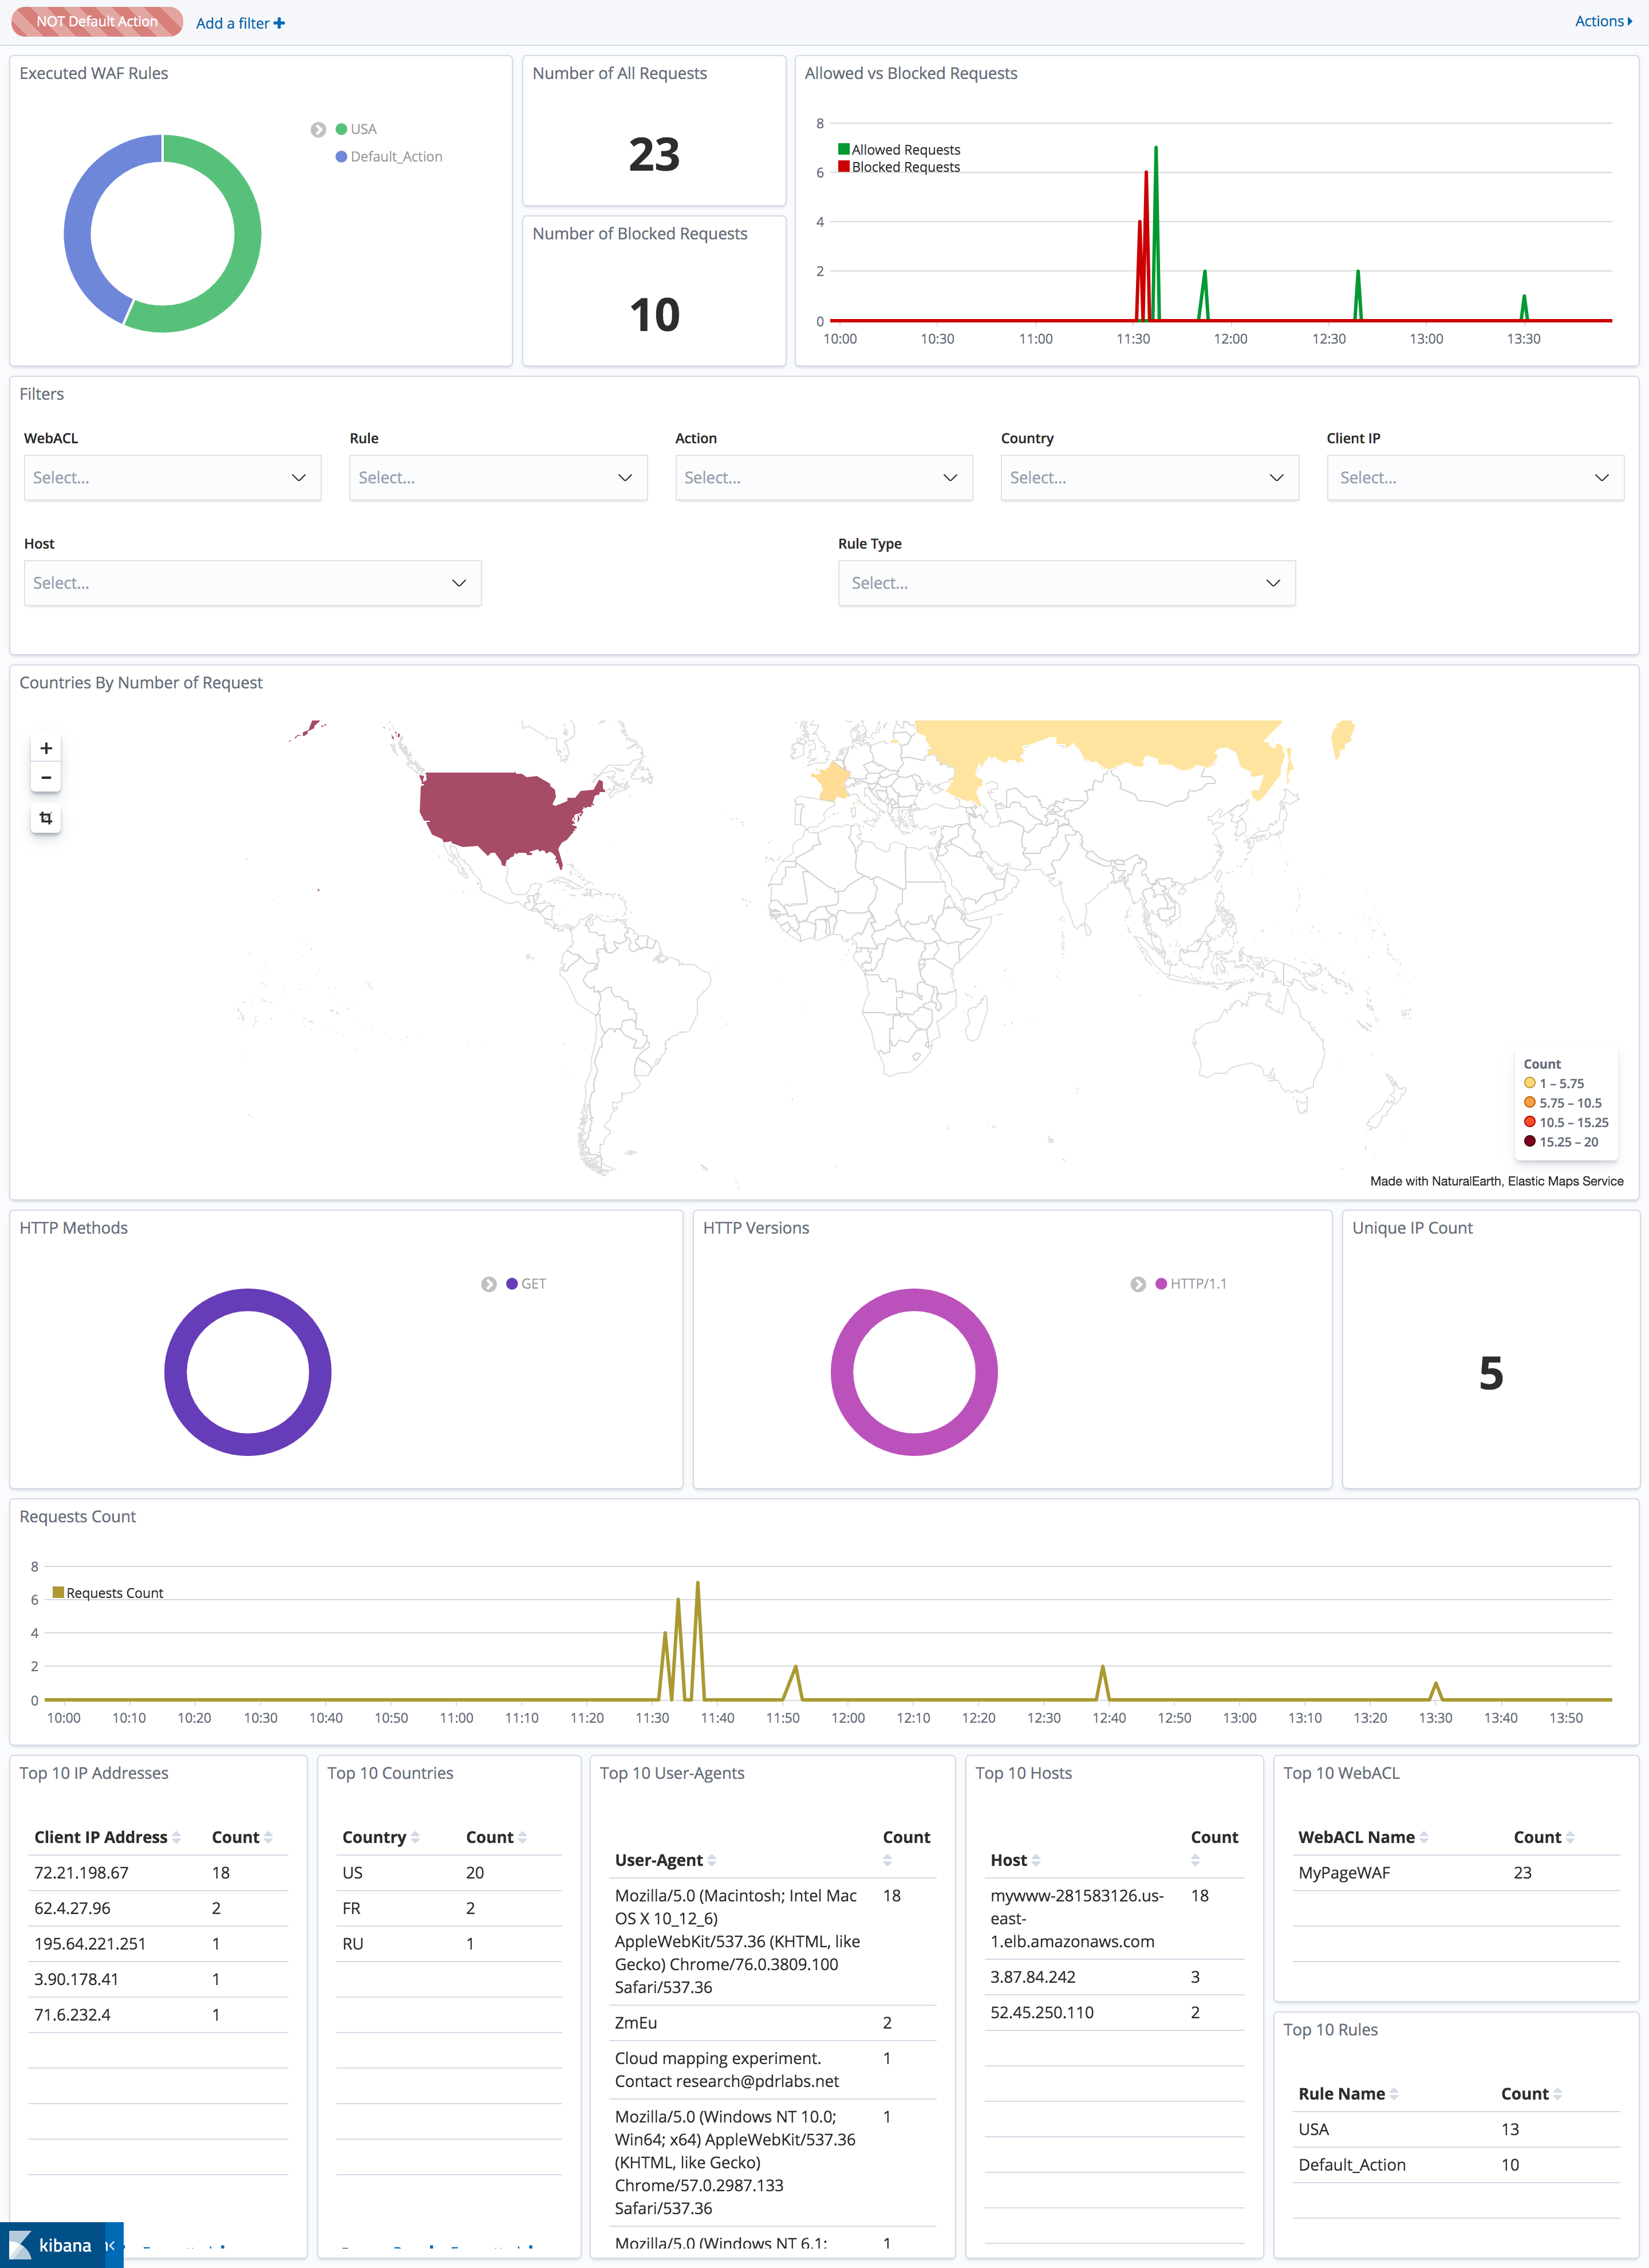 NOT Default Action
Add a filter
Actions
Executed WAF Rules
USA
Default_Action
Number of All Requests
23
Number of Blocked Requests
10
Allowed vs Blocked Requests
8
6
4
2
0
Allowed Requests
Blocked Requests
10:00 10:30 11:00 11:30 12:00 12:30 13:00 13:30
Filters
WebACL Rule Action Country Client IP
Select... Select... Select... Select... Select...
Host Rule Type
Select... Select...
Countries By Number of Request
+
−
Count
1 – 5.75
5.75 – 10.5
10.5 – 15.25
15.25 – 20
Made with NaturalEarth, Elastic Maps Service
HTTP Methods
GET
HTTP Versions
HTTP/1.1
Unique IP Count
5
Requests Count
8
6
4
2
0
Requests Count
10:00 10:10 10:20 10:30 10:40 10:50 11:00 11:10 11:20 11:30 11:40 11:50 12:00 12:10 12:20 12:30 12:40 12:50 13:00 13:10 13:20 13:30 13:40 13:50
Top 10 IP Addresses
Client IP Address Count
72.21.198.67 18
62.4.27.96 2
195.64.221.251 1
3.90.178.41 1
71.6.232.4 1
Top 10 Countries
Country Count
US 20
FR 2
RU 1
Top 10 User-Agents
Count
User-Agent
Mozilla/5.0 (Macintosh; Intel Mac 18
OS X 10_12_6)
AppleWebKit/537.36 (KHTML, like
Gecko) Chrome/76.0.3809.100
Safari/537.36
ZmEu 2
Cloud mapping experiment. 1
Contact research@pdrlabs.net
Mozilla/5.0 (Windows NT 10.0; 1
Win64; x64) AppleWebKit/537.36
(KHTML, like Gecko)
Chrome/57.0.2987.133
Safari/537.36
Mozilla/5.0 (Windows NT 6.1; 1
Top 10 Hosts
Count
Host
mywww-281583126.us- 18
east-
1.elb.amazonaws.com
3.87.84.242 3
52.45.250.110 2
Top 10 WebACL
WebACL Name Count
MyPageWAF 23
Top 10 Rules
Rule Name Count
USA 13
Default_Action 10
kibana